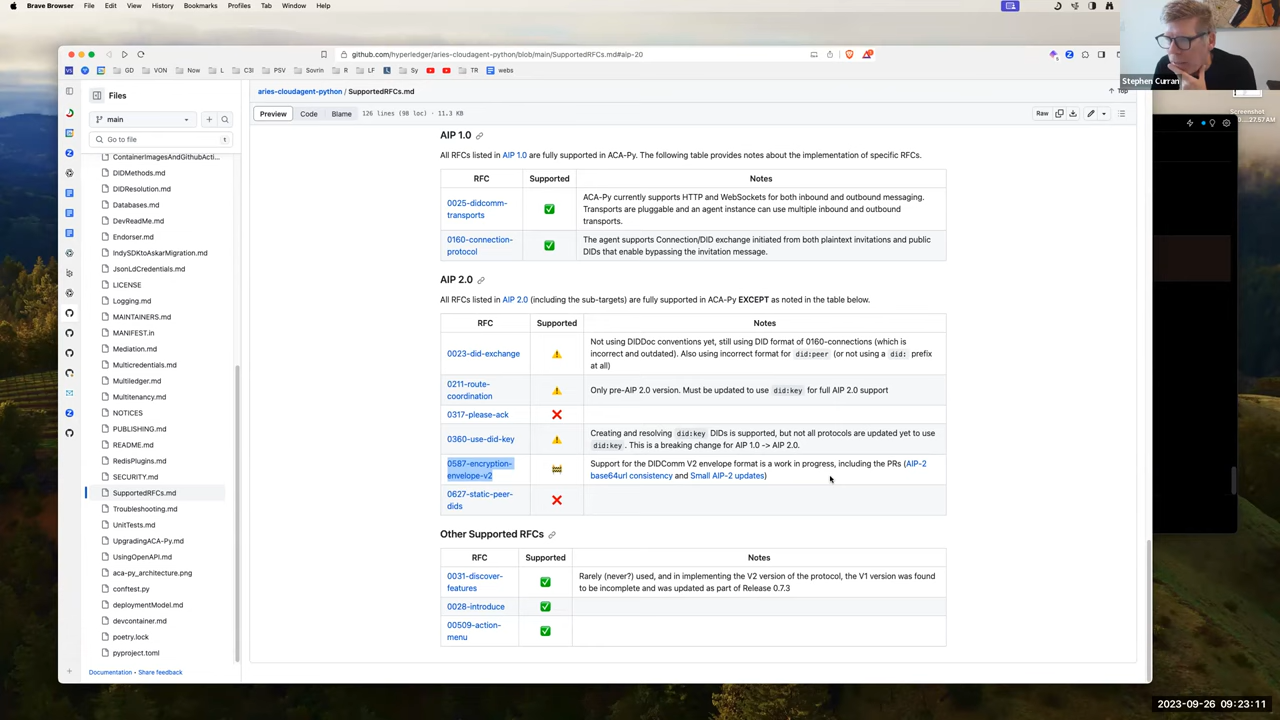 Brave Browser File Edit View History Bookmarks Profiles Tab Window Help
github.com/hyperledger/aries-cloudagent-python/blob/main/SupportedRFCs.md#aip-20
GD VON Now L C3I PSV Sovrin R LF Sy TR webs
Stephen Curran
Screenshot
0...27.57 AM
Files
aries-cloudagent-python / SupportedRFCs.md
Top
main
Preview Code Blame 126 lines (98 loc) · 11.3 KB
Raw
Go to file
t
ContainerImagesAndGithubActi...
DIDMethods.md
DIDResolution.md
Databases.md
DevReadMe.md
Endorser.md
IndySDKtoAskarMigration.md
JsonLdCredentials.md
LICENSE
Logging.md
MAINTAINERS.md
MANIFEST.in
Mediation.md
Multicredentials.md
Multiledger.md
Multitenancy.md
NOTICES
PUBLISHING.md
README.md
RedisPlugins.md
SECURITY.md
SupportedRFCs.md
Troubleshooting.md
UnitTests.md
UpgradingACA-Py.md
UsingOpenAPI.md
aca-py_architecture.png
conftest.py
deploymentModel.md
devcontainer.md
poetry.lock
pyproject.toml
Documentation • Share feedback
AIP 1.0
All RFCs listed in AIP 1.0 are fully supported in ACA-Py. The following table provides notes about the implementation of specific RFCs.
RFC Supported Notes
0025-didcomm-
transports
ACA-Py currently supports HTTP and WebSockets for both inbound and outbound messaging.
Transports are pluggable and an agent instance can use multiple inbound and outbound
transports.
0160-connection-
protocol
The agent supports Connection/DID exchange initiated from both plaintext invitations and public
DIDs that enable bypassing the invitation message.
AIP 2.0
All RFCs listed in AIP 2.0 (including the sub-targets) are fully supported in ACA-Py EXCEPT as noted in the table below.
RFC Supported Notes
0023-did-exchange
Not using DIDDoc conventions yet, still using DID format of 0160-connections (which is
incorrect and outdated). Also using incorrect format for did:peer (or not using a did: prefix
at all)
0211-route-
coordination
Only pre-AIP 2.0 version. Must be updated to use did:key for full AIP 2.0 support
0317-please-ack
0360-use-did-key
Creating and resolving did:key DIDs is supported, but not all protocols are updated yet to use
did:key. This is a breaking change for AIP 1.0 -> AIP 2.0.
0587-encryption-
envelope-v2
Support for the DIDComm V2 envelope format is a work in progress, including the PRs (AIP-2
base64url consistency and Small AIP-2 updates)
0627-static-peer-
dids
Other Supported RFCs
RFC Supported Notes
0031-discover-
features
Rarely (never?) used, and in implementing the V2 version of the protocol, the V1 version was found
to be incomplete and was updated as part of Release 0.7.3
0028-introduce
00509-action-
menu
2023-09-26 09:23:11